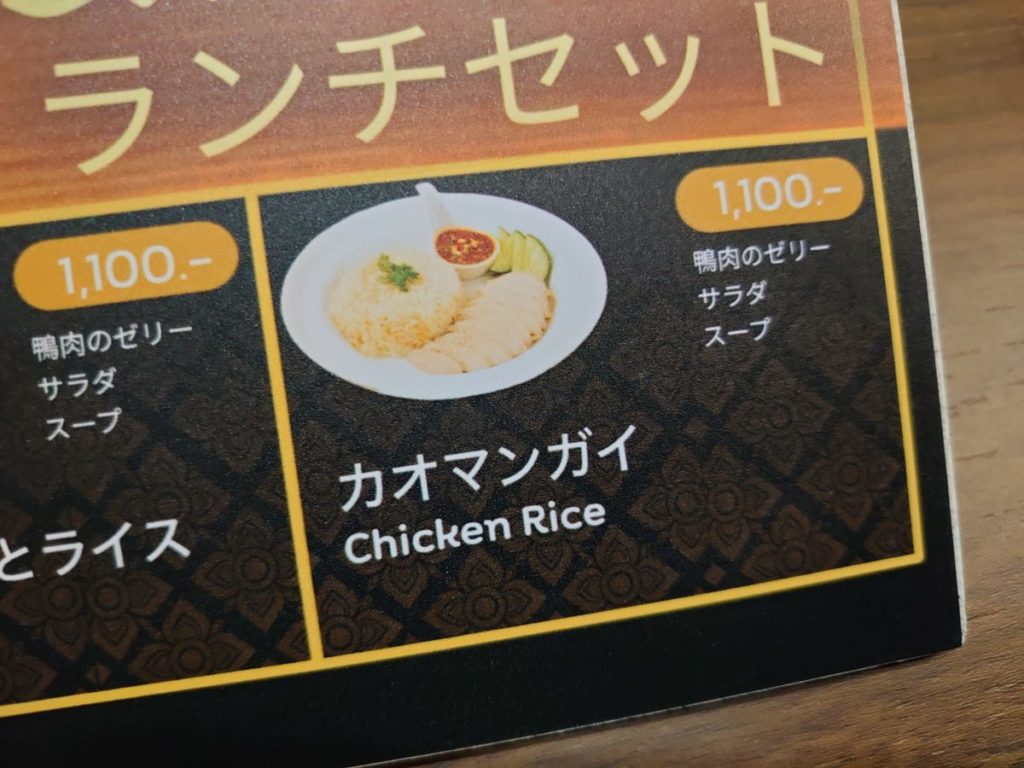 ランチセット
1,100.-
鴨肉のゼリー
サラダ
スープ
とライス
1,100.-
鴨肉のゼリー
サラダ
スープ
カオマンガイ
Chicken Rice